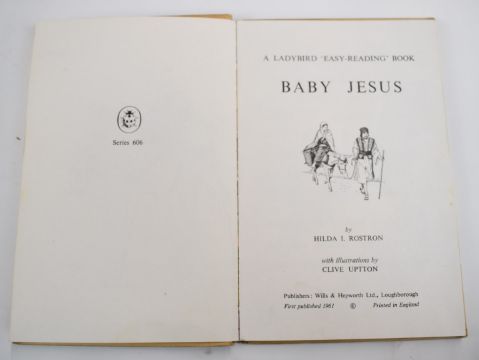 Series 606
A LADYBIRD 'EASY-READING' BOOK
BABY JESUS
by
HILDA I. ROSTRON
with illustrations by
CLIVE UPTTON
Publishers: Wills & Hepworth Ltd., Loughborough
First published 1961 © Printed in England